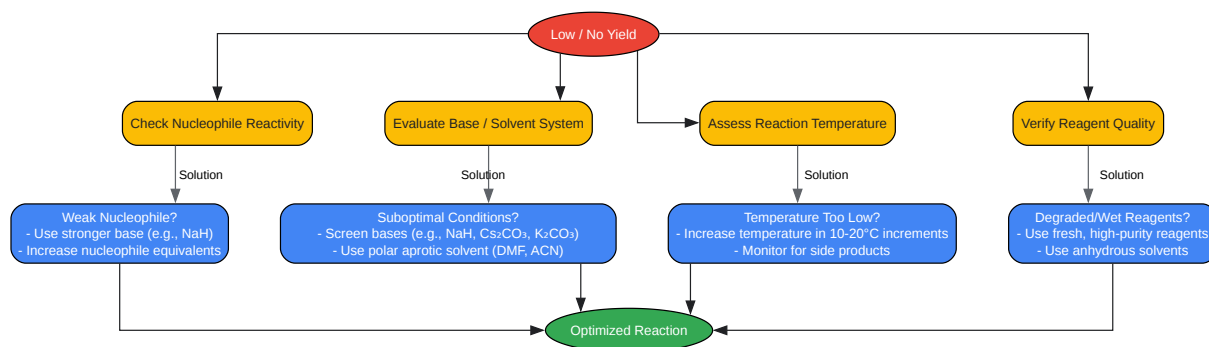 Low / No Yield
Check Nucleophile Reactivity
Evaluate Base / Solvent System
Assess Reaction Temperature
Verify Reagent Quality
Solution
Solution
Solution
Solution
Weak Nucleophile?
- Use stronger base (e.g., NaH)
- Increase nucleophile equivalents
Suboptimal Conditions?
- Screen bases (e.g., NaH, Cs₂CO₃, K₂CO₃)
- Use polar aprotic solvent (DMF, ACN)
Temperature Too Low?
- Increase temperature in 10-20°C increments
- Monitor for side products
Degraded/Wet Reagents?
- Use fresh, high-purity reagents
- Use anhydrous solvents
Optimized Reaction